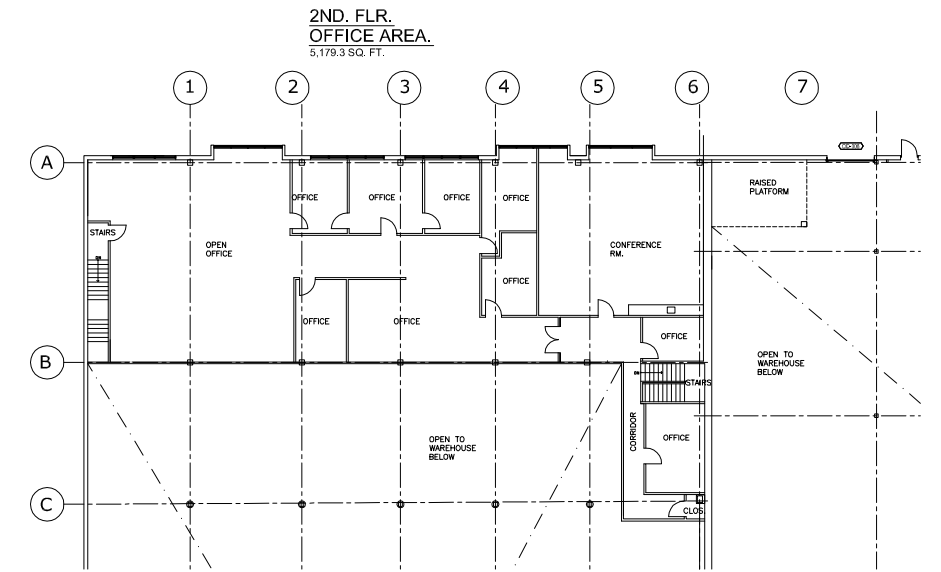 2ND. FLR.
OFFICE AREA.
5,179.3 SQ. FT.
1
2
3
4
5
6
7
A
RAISED
PLATFORM
OFFICE
OFFICE
OFFICE
OFFICE
STAIRS
OPEN
OFFICE
CONFERENCE
RM.
OFFICE
OFFICE
OFFICE
OFFICE
B
OPEN TO
WAREHOUSE
BELOW
STAIRS
CORRIDOR
OFFICE
OPEN TO
WAREHOUSE
BELOW
C
CLOS.